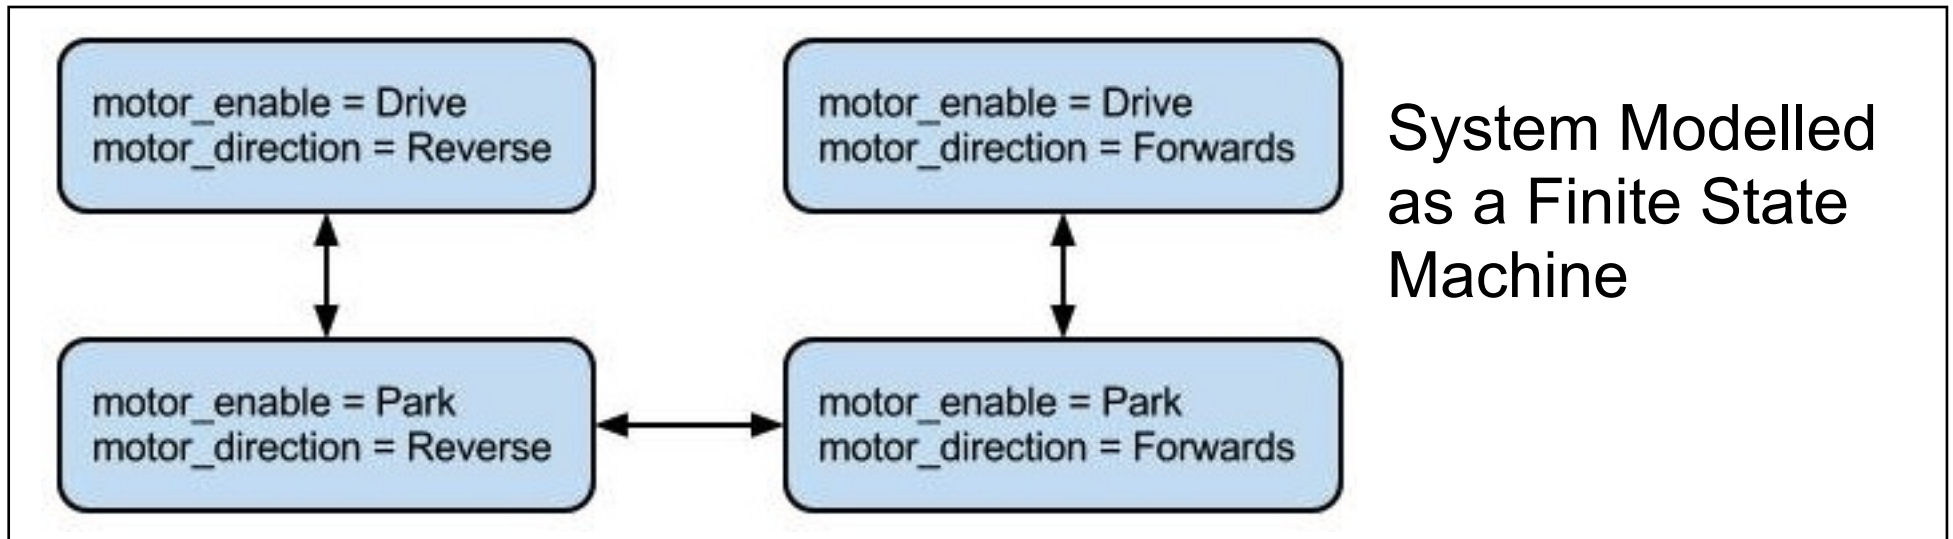 motor_enable = Drive
motor_direction = Reverse
motor_enable = Drive
motor_direction = Forwards
System Modelled
as a Finite State
Machine
motor_enable = Park
motor_direction = Reverse
motor_enable = Park
motor_direction = Forwards